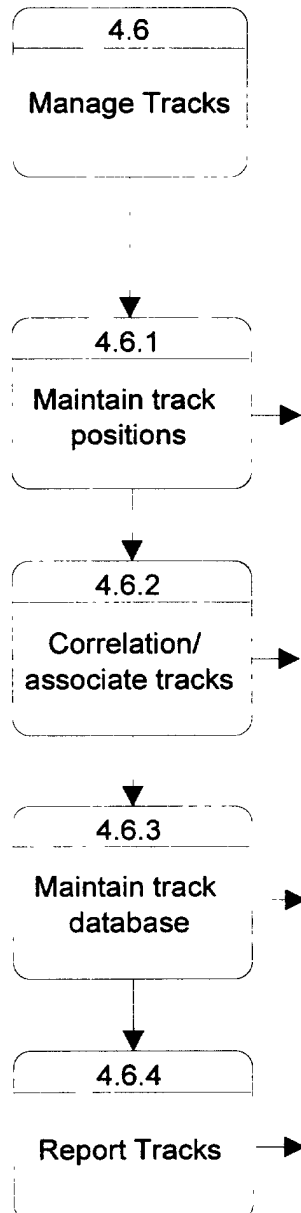 4.6
Manage Tracks
4.6.1
Maintain track
positions
4.6.2
Correlation/
associate tracks
4.6.3
Maintain track
database
4.6.4
Report Tracks